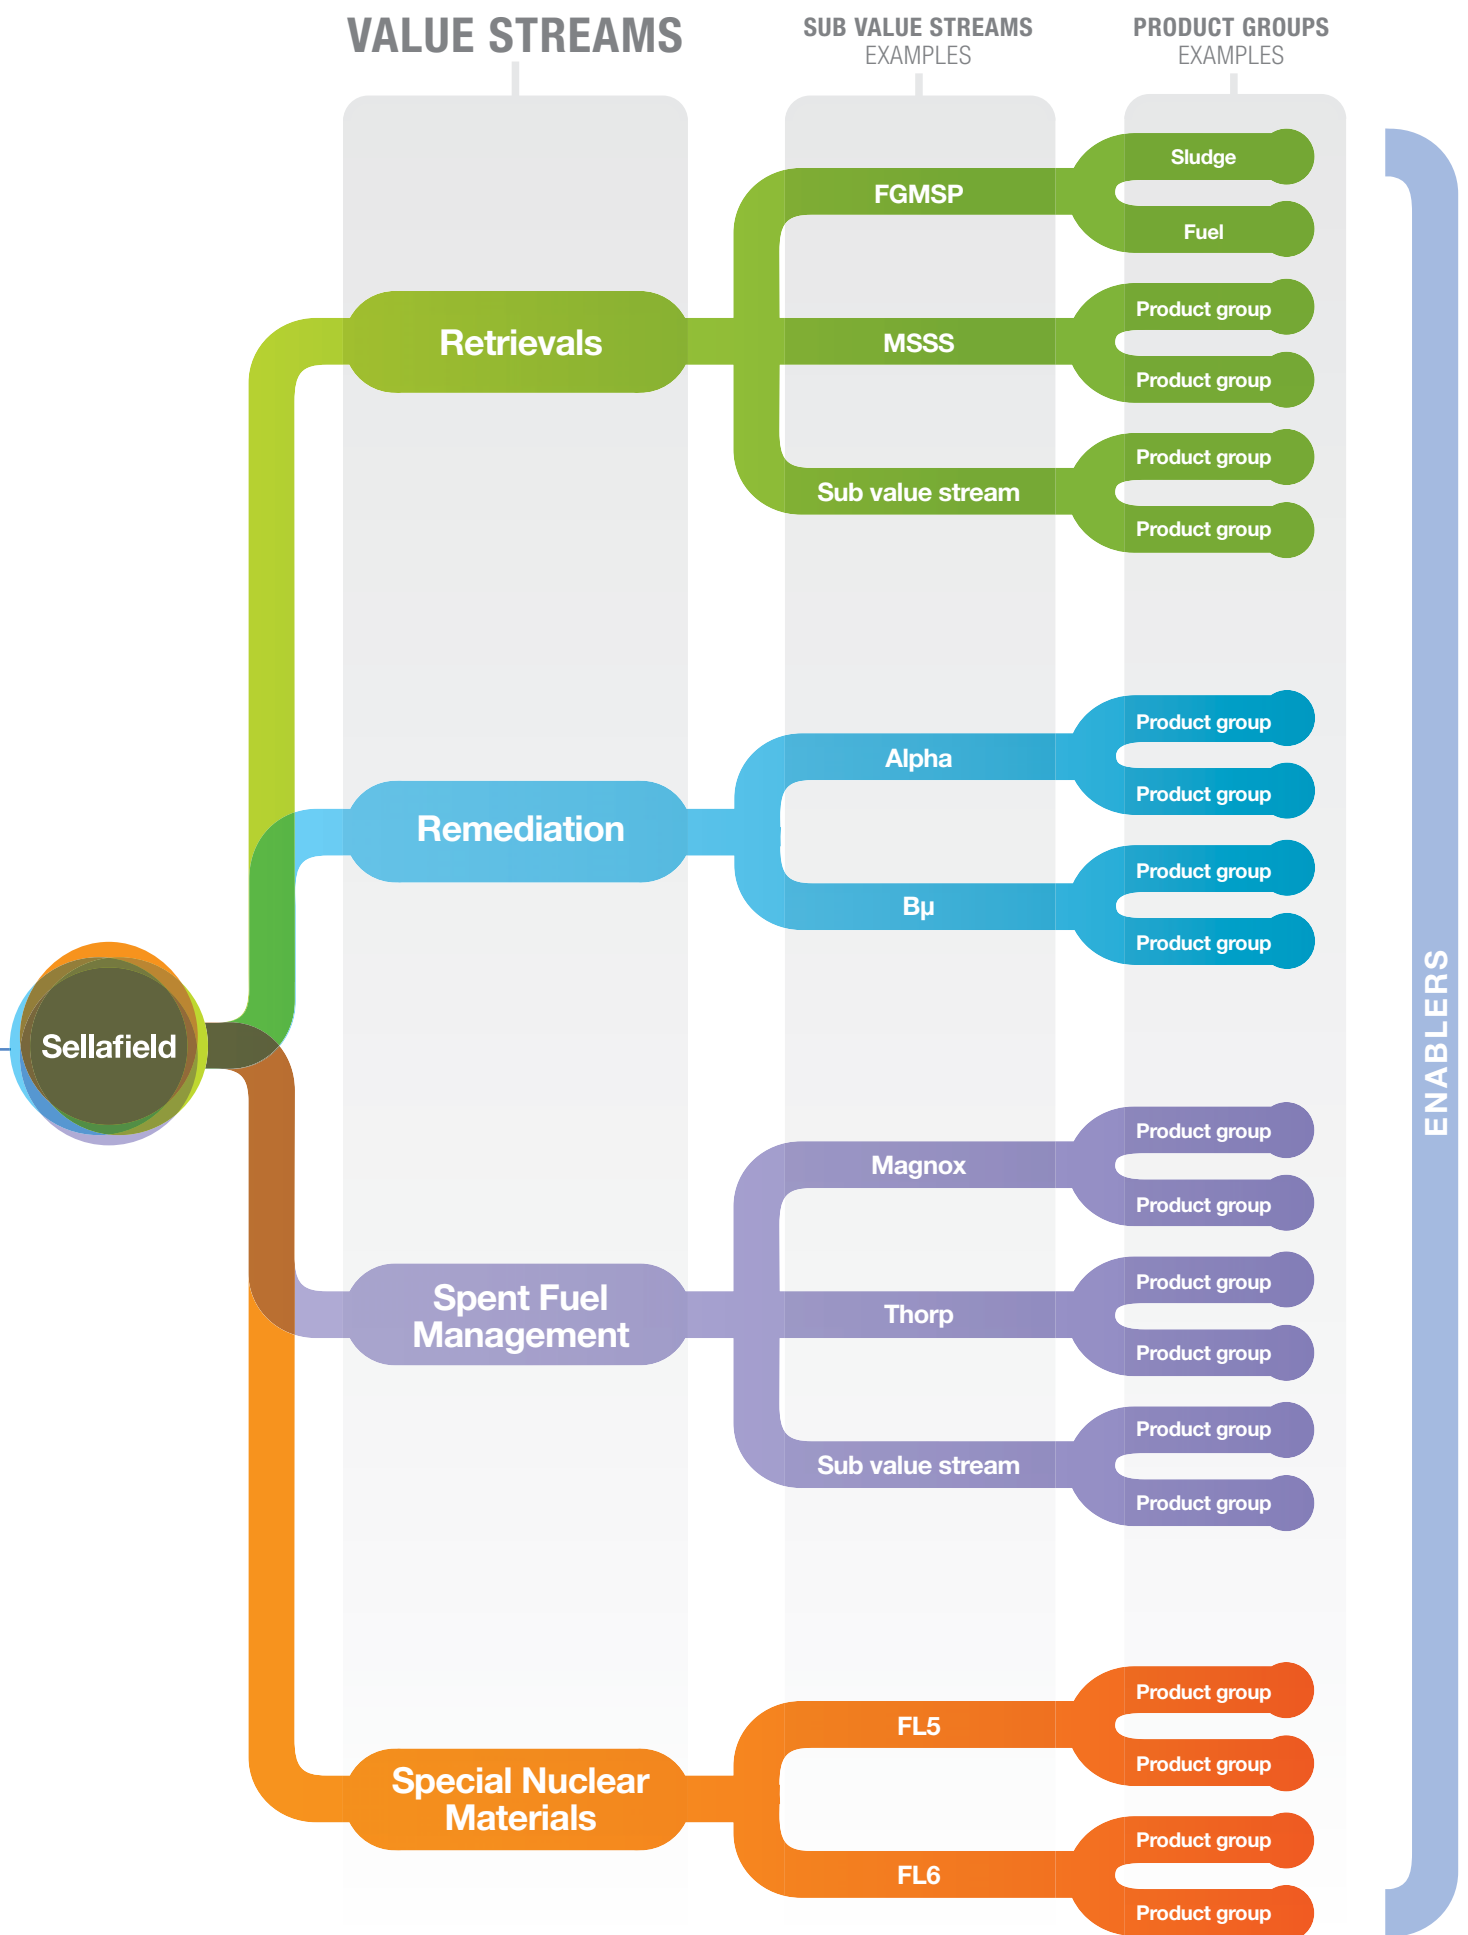 VALUE STREAMS
SUB VALUE STREAMS
EXAMPLES
PRODUCT GROUPS
EXAMPLES
Sellafield
Retrievals
FGMSP
Sludge
Fuel
MSSS
Product group
Product group
Sub value stream
Product group
Product group
Remediation
Alpha
Product group
Product group
Bµ
Product group
Product group
Spent Fuel
Management
Magnox
Product group
Product group
Thorp
Product group
Product group
Sub value stream
Product group
Product group
Special Nuclear
Materials
FL5
Product group
Product group
FL6
Product group
Product group
ENABLERS